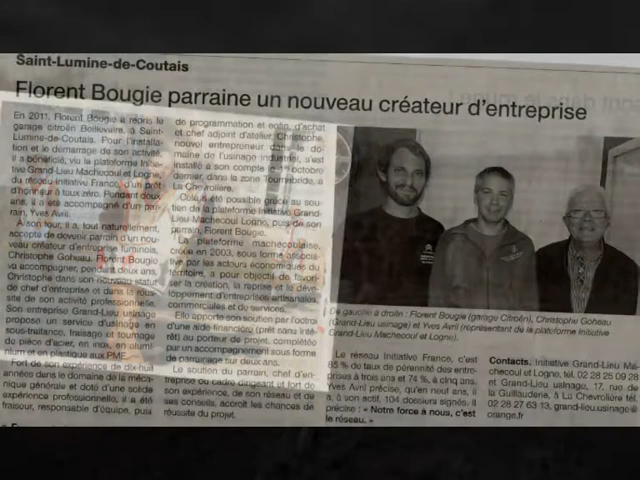 Saint-Lumine-de-Coutais
Florent Bougie parraine un nouveau créateur d'entreprise
En 2011, Florent Bougie a repris le
garage citroën Boilevaire, à Saint-
Lumine-de-Coutais. Pour l'installa-
tion et le démarrage de son activité,
il a bénéficié, via la plateforme Initia-
tive Grand-Lieu Machecoul et Logne,
du réseau Initiative France, d'un prêt
d'honneur à taux zéro. Pendant deux
ans, il a été accompagné d'un par-
rain, Yves Avril.
À son tour, il a, tout naturellement,
accepté de devenir parrain d'un nou-
veau créateur d'entreprise luminois,
Christophe Goheau. Florent Bougie
va accompagner, pendant deux ans,
Christophe dans son nouveau statut
de chef d'entreprise et dans la réus-
site de son activité professionnelle.
Son entreprise Grand-Lieu usinage
propose un service d'usinage en
sous-traitance, fraisage et tournage
de pièce d'acier, en inox, en alumi-
nium et en plastique aux PME.
Fort de son expérience de dix-huit
années dans le domaine de la méca-
nique générale et doté d'une solide
expérience professionnelle, il a été
fraiseur, responsable d'équipe, puis
de programmation et enfin, d'achat
et chef adjoint d'atelier. Christophe,
nouvel entrepreneur dans le do-
maine de l'usinage industriel, s'est
installé à son compte en octobre
dernier, dans la zone Tournebride, à
La Chevrolière.
Cela a été possible grâce au sou-
tien de la plateforme Initiative Grand-
Lieu Machecoul et Logne, puis de son
parrain, Florent Bougie.
La plateforme machecoulaise,
créée en 2003, sous forme d'associa-
tive par les acteurs économiques du
territoire, a pour objectif de favori-
ser la création, la reprise et le déve-
loppement d'entreprises artisanales,
commerciales et de services.
Elle apporte son soutien par l'octroi
d'une aide financière (prêt sans inté-
rêt) au porteur de projet, complétée
par un accompagnement sous forme
de parrainage sur deux ans.
Le soutien du parrain, chef d'en-
treprise ou cadre dirigeant et fort de
son expérience, de son réseau et de
ses conseils, accroît les chances de
réussite du projet.
De gauche à droite : Florent Bougie (garage Citroën), Christophe Goheau
(Grand-Lieu usinage) et Yves Avril (représentant de la plateforme Initiative
Grand-Lieu Machecoul et Logne).
Le réseau Initiative France, c'est
85 % de taux de pérennité des entre-
prises à trois ans et 74 %, à cinq ans.
Yves Avril précise, qu'en neuf ans, il
a, à son actif, 104 dossiers signés. Il
précise : « Notre force à nous, c'est
le réseau. »
Contacts. Initiative Grand-Lieu Ma-
checoul et Logne, tél. 02 28 25 09 28
et Grand-Lieu usinage, 17, rue de
la Guillauderie, à La Chevrolière tél.
02 28 27 63 13, grand-lieu.usinage@
orange.fr